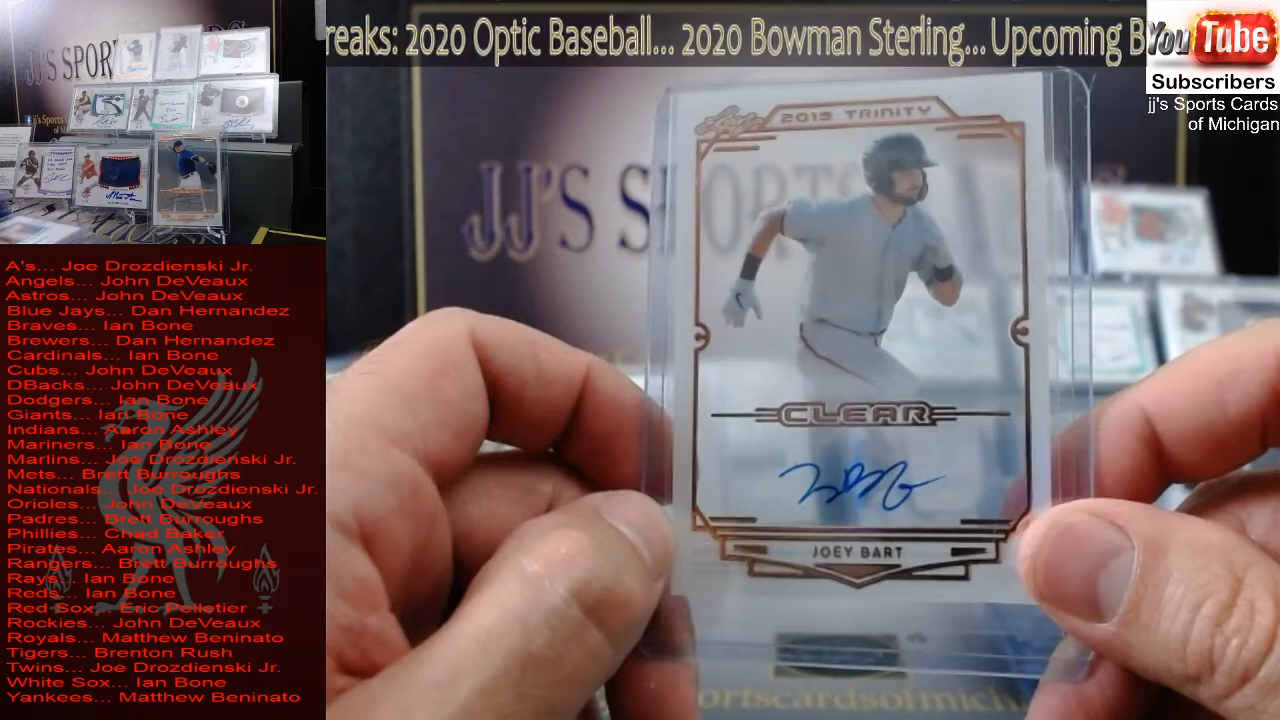 reaks: 2020 Optic Baseball... 2020 Bowman Sterling... Upcoming B
You Tube
Subscribers
jj's Sports Cards
of Michigan
JJ'S SPOR
JJ'S SPORTS
Leaf
2019 TRINITY
CLEAR
JOEY BART
A's... Joe Drozdienski Jr.
Angels... John DeVeaux
Astros... John DeVeaux
Blue Jays... Dan Hernandez
Braves... Ian Bone
Brewers... Dan Hernandez
Cardinals... Ian Bone
Cubs... John DeVeaux
DBacks... John DeVeaux
Dodgers... Ian Bone
Giants... Ian Bone
Indians... Aaron Ashley
Mariners... Ian Bone
Marlins... Joe Drozdienski Jr.
Mets... Brett Burroughs
Nationals... Joe Drozdienski Jr.
Orioles... John DeVeaux
Padres... Brett Burroughs
Phillies... Chad Baker
Pirates... Aaron Ashley
Rangers... Brett Burroughs
Rays... Ian Bone
Reds... Ian Bone
Red Sox... Eric Pelletier
Rockies... John DeVeaux
Royals... Matthew Beninato
Tigers... Brenton Rush
Twins... Joe Drozdienski Jr.
White Sox... Ian Bone
Yankees... Matthew Beninato
ortscardsofmich